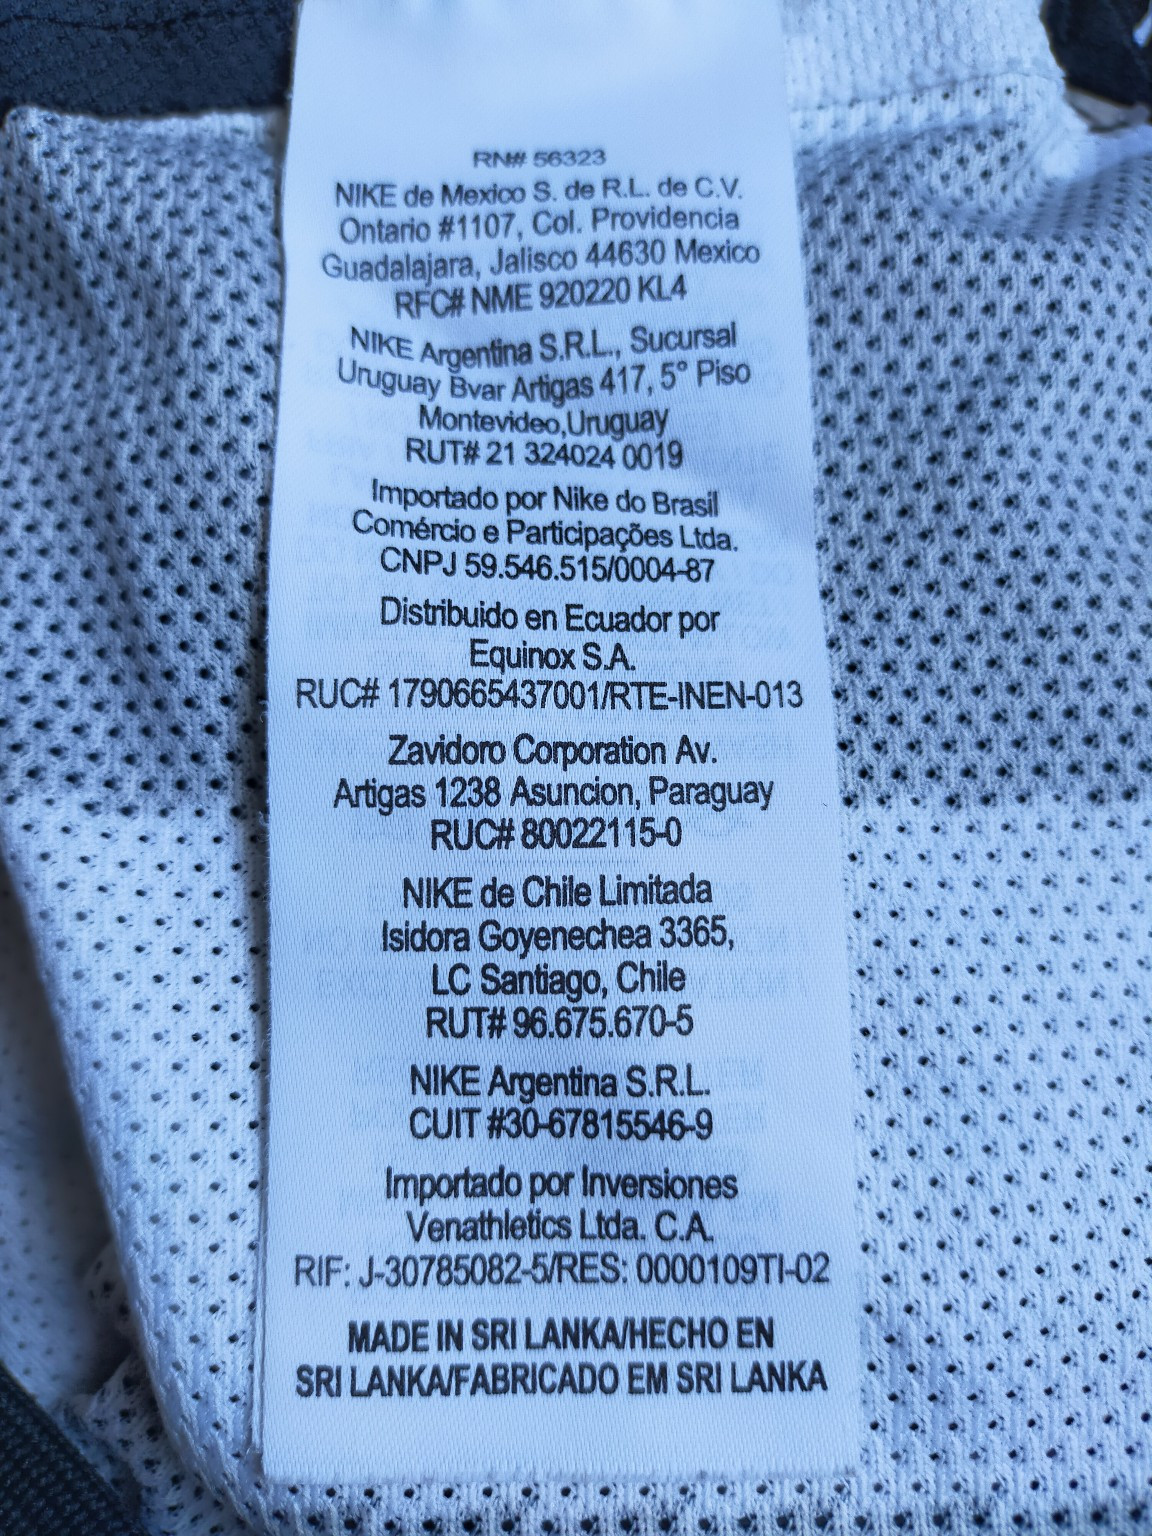 RN# 56323
NIKE de Mexico S. de R.L. de C.V.
Ontario #1107, Col. Providencia
Guadalajara, Jalisco 44630 Mexico
RFC# NME 920220 KL4
NIKE Argentina S.R.L., Sucursal
Uruguay Bvar Artigas 417, 5° Piso
Montevideo,Uruguay
RUT# 21 324024 0019
Importado por Nike do Brasil
Comércio e Participações Ltda.
CNPJ 59.546.515/0004-87
Distribuido en Ecuador por
Equinox S.A.
RUC# 1790665437001/RTE-INEN-013
Zavidoro Corporation Av.
Artigas 1238 Asuncion, Paraguay
RUC# 80022115-0
NIKE de Chile Limitada
Isidora Goyenechea 3365,
LC Santiago, Chile
RUT# 96.675.670-5
NIKE Argentina S.R.L.
CUIT #30-67815546-9
Importado por Inversiones
Venathletics Ltda. C.A.
RIF: J-30785082-5/RES: 0000109TI-02
MADE IN SRI LANKA/HECHO EN
SRI LANKA/FABRICADO EM SRI LANKA